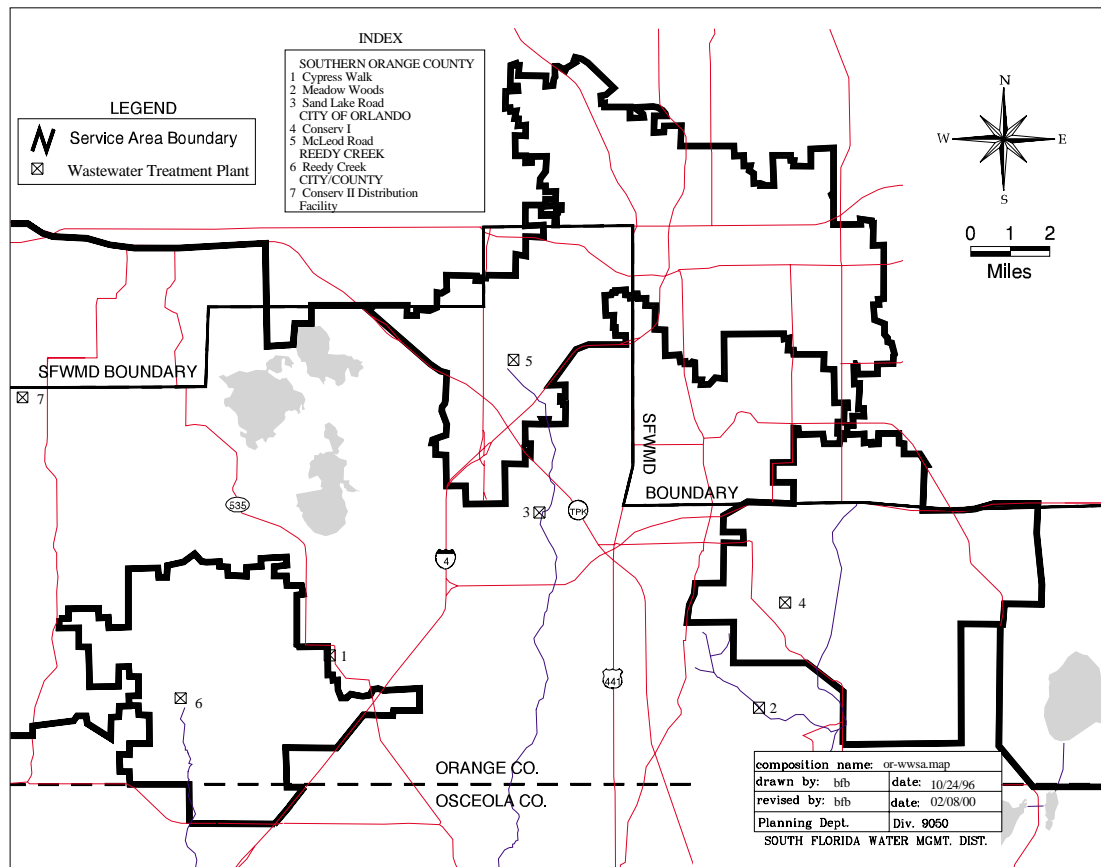 INDEX
SOUTHERN ORANGE COUNTY
1 Cypress Walk
2 Meadow Woods
3 Sand Lake Road
CITY OF ORLANDO
4 Conserv I
5 McLeod Road
REEDY CREEK
6 Reedy Creek
CITY/COUNTY
7 Conserv II Distribution
Facility
LEGEND
Service Area Boundary
Wastewater Treatment Plant
N
W E
S
0 1 2
Miles
SFWMD BOUNDARY
7
5
SFWMD
BOUNDARY
535
3
TPK
4
4
1
6
441
2
ORANGE CO.
OSCEOLA CO.
composition name: or-wwsa.map
drawn by: bfb date: 10/24/96
revised by: bfb date: 02/08/00
Planning Dept. Div. 9050
SOUTH FLORIDA WATER MGMT. DIST.